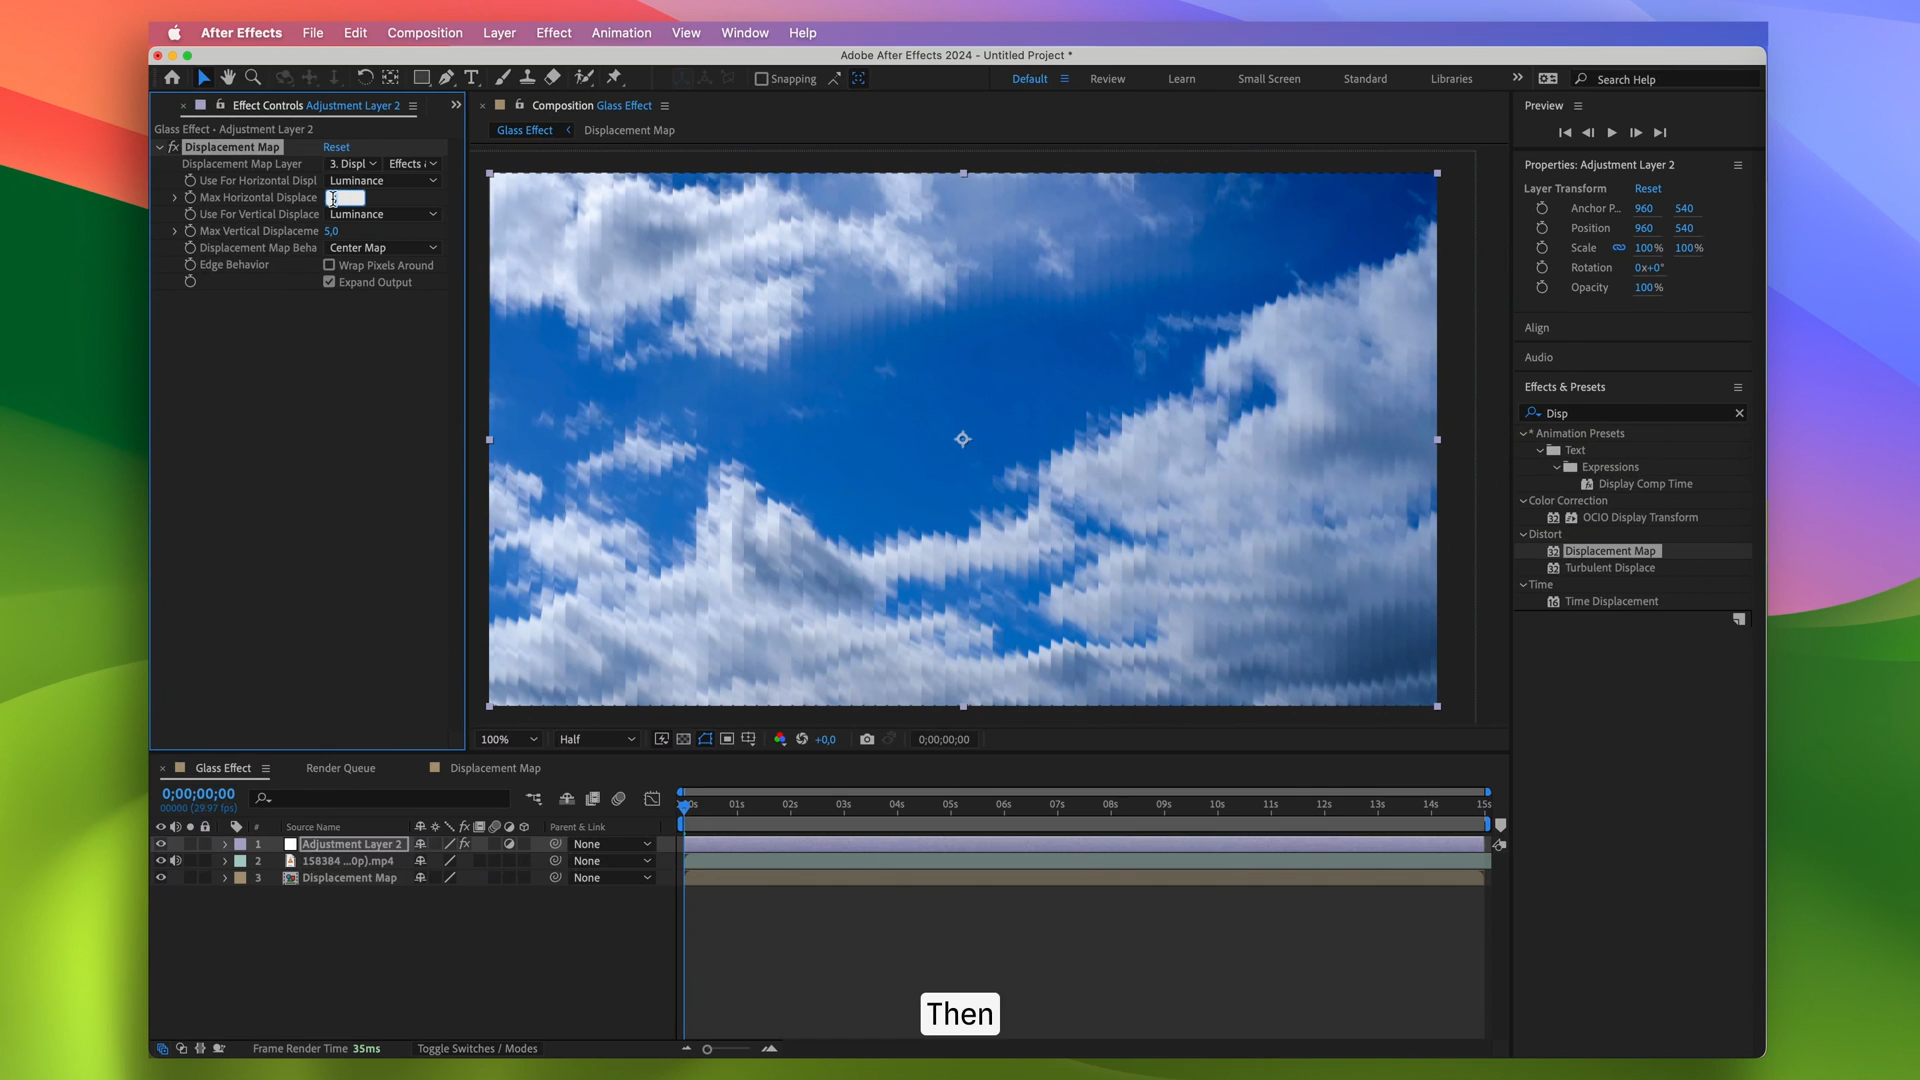 After Effects File Edit Composition Layer Effect Animation View Window Help
Adobe After Effects 2024 - Untitled Project *
Snapping Default Review Learn Small Screen Standard Libraries Search Help
Effect Controls Adjustment Layer 2
Glass Effect • Adjustment Layer 2
fx Displacement Map Reset
Displacement Map Layer 3. Displ Effects
Use For Horizontal Displ Luminance
Max Horizontal Displace
Use For Vertical Displace Luminance
Max Vertical Displaceme 5,0
Displacement Map Beha Center Map
Edge Behavior Wrap Pixels Around
Expand Output
Composition Glass Effect
Glass Effect Displacement Map
100% Half +0,0 0;00;00;00
Preview
Properties: Adjustment Layer 2
Layer Transform Reset
Anchor P... 960 540
Position 960 540
Scale 100% 100%
Rotation 0x+0°
Opacity 100%
Align
Audio
Effects & Presets
Disp
* Animation Presets
Text
Expressions
Display Comp Time
Color Correction
32 OCIO Display Transform
Distort
32 Displacement Map
32 Turbulent Displace
Time
16 Time Displacement
Glass Effect Render Queue Displacement Map
0;00;00;00
00000 (29.97 fps)
01s 02s 03s 04s 05s 06s 07s 08s 09s 10s 11s 12s 13s 14s 15s
# Source Name fx Parent & Link
1 Adjustment Layer 2 fx None
2 158384 ...0p).mp4 None
3 Displacement Map None
Then
Frame Render Time 35ms Toggle Switches / Modes